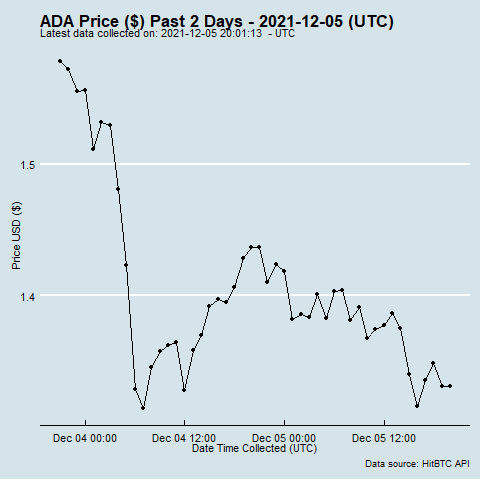 ADA Price ($) Past 2 Days - 2021-12-05 (UTC)
Latest data collected on: 2021-12-05 20:01:13 - UTC
1.5
Price USD ($)
1.4
Dec 04 00:00 Dec 04 12:00 Dec 05 00:00 Dec 05 12:00
Date Time Collected (UTC)
Data source: HitBTC API